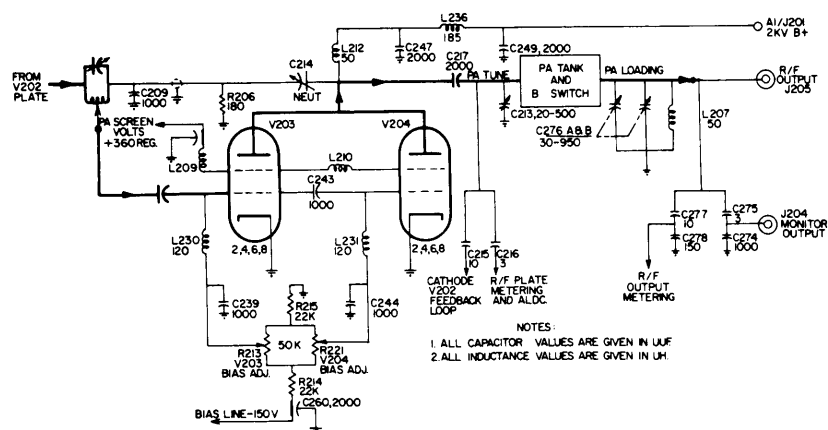 L236
185
A1/J201
2KV B+
L212
50
C247
2000
C217
2000
C249,2000
FROM
V202
PLATE
C214
NEUT
PA TUNE
PA TANK
AND
B SWITCH
PA LOADING
R/F
OUTPUT
J205
C209
1000
R206
180
C213,20-500
V203
V204
L207
50
PA SCREEN
VOLTS
+360 REG.
C276 A&B
30-950
L209
L210
C243
1000
L230
120
L231
120
2,4,6,8
2,4,6,8
C215
10
C216
3
C277
10
C278
150
C275
3
C274
1000
J204
MONITOR
OUTPUT
CATHODE
V202
FEEDBACK
LOOP
R/F PLATE
METERING
AND ALDC.
R/F
OUTPUT
METERING
C239
1000
R215
22K
C244
1000
NOTES:
1. ALL CAPACITOR VALUES ARE GIVEN IN UUF
2. ALL INDUCTANCE VALUES ARE GIVEN IN UH.
R213
V203
BIAS ADJ.
50K
R221
V204
BIAS ADJ.
R214
22K
C260,2000
BIAS LINE-150V